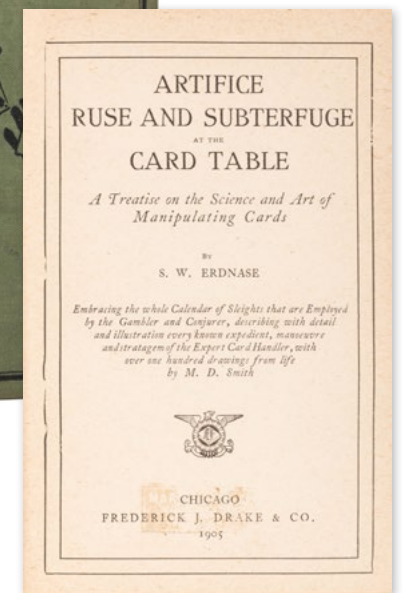 ARTIFICE
RUSE AND SUBTERFUGE
AT THE
CARD TABLE
A Treatise on the Science and Art of
Manipulating Cards
BY
S. W. ERDNASE
Embracing the whole Calendar of Sleights that are Employed
by the Gambler and Conjurer, describing with detail
and illustration every known expedient, manoeuvre
and stratagem of the Expert Card Handler, with
over one hundred drawings from life
by M. D. Smith
CHICAGO
FREDERICK J. DRAKE & CO.
1905